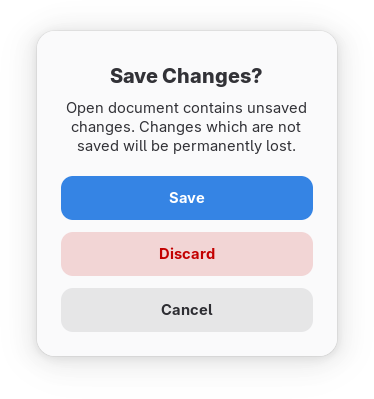 Save Changes?
Open document contains unsaved
changes. Changes which are not
saved will be permanently lost.
Save
Discard
Cancel